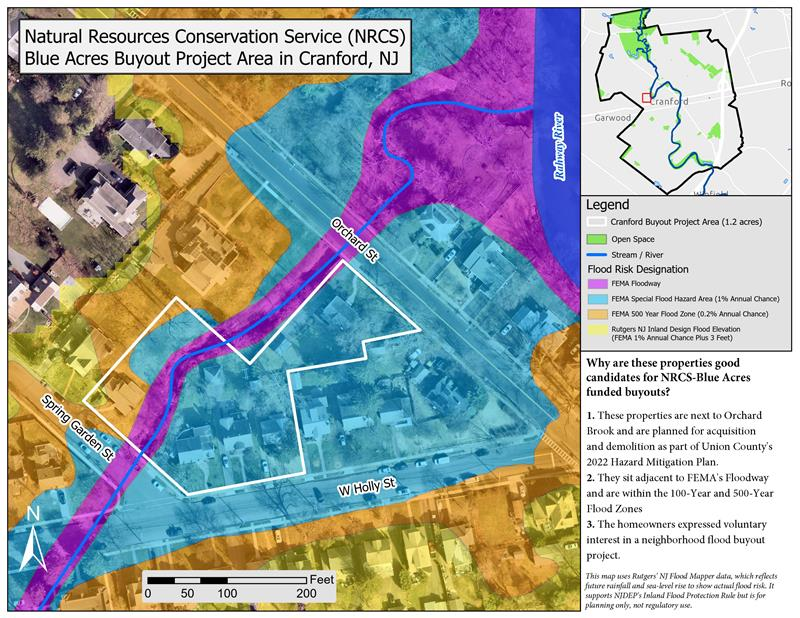 Natural Resources Conservation Service (NRCS)
Blue Acres Buyout Project Area in Cranford, NJ
Rahway River
Orchard St
Spring Garden St
W Holly St
N
Feet
0 50 100 200
Cranford
Garwood
Ro
Winfield
Legend
Cranford Buyout Project Area (1.2 acres)
Open Space
Stream / River
Flood Risk Designation
FEMA Floodway
FEMA Special Flood Hazard Area (1% Annual Chance)
FEMA 500 Year Flood Zone (0.2% Annual Chance)
Rutgers NJ Inland Design Flood Elevation
(FEMA 1% Annual Chance Plus 3 Feet)
Why are these properties good
candidates for NRCS-Blue Acres
funded buyouts?
1. These properties are next to Orchard
Brook and are planned for acquisition
and demolition as part of Union County's
2022 Hazard Mitigation Plan.
2. They sit adjacent to FEMA's Floodway
and are within the 100-Year and 500-Year
Flood Zones
3. The homeowners expressed voluntary
interest in a neighborhood flood buyout
project.
This map uses Rutgers' NJ Flood Mapper data, which reflects
future rainfall and sea-level rise to show actual flood risk. It
supports NJDEP's Inland Flood Protection Rule but is for
planning only, not regulatory use.